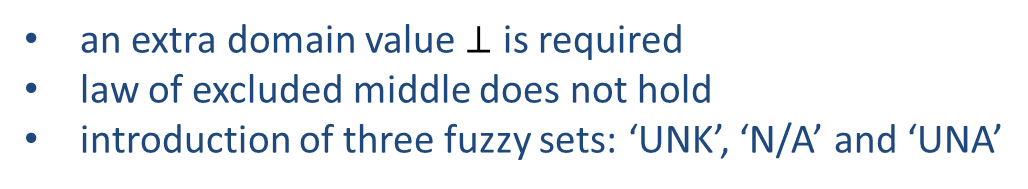 • an extra domain value ⊥ is required
• law of excluded middle does not hold
• introduction of three fuzzy sets: ‘UNK’, ‘N/A’ and ‘UNA’